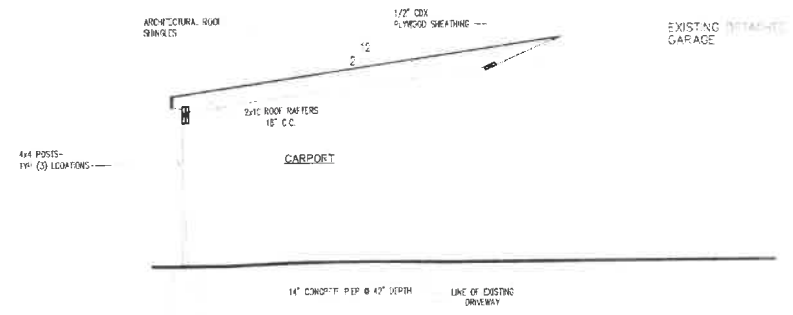 ARCHITECTURAL ROOF
SHINGLES
1/2" CDX
PLYWOOD SHEATHING
EXISTING DETACHED
GARAGE
12
2
2x10 ROOF RAFTERS
16" O.C.
4x4 POSTS-
TYP (3) LOCATIONS
CARPORT
14" CONCRETE PIER @ 42" DEPTH
LINE OF EXISTING
DRIVEWAY